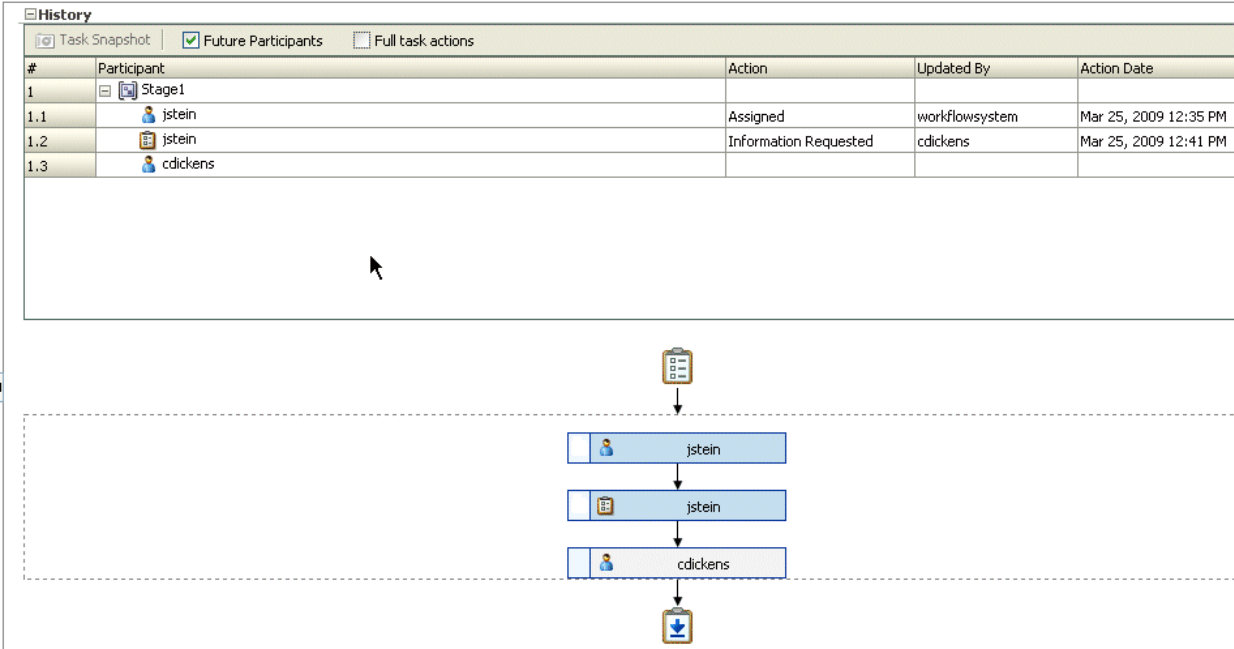 History
Task Snapshot Future Participants Full task actions
# Participant Action Updated By Action Date
1 Stage1
1.1 jstein Assigned workflowsystem Mar 25, 2009 12:35 PM
1.2 jstein Information Requested cdickens Mar 25, 2009 12:41 PM
1.3 cdickens
jstein
jstein
cdickens